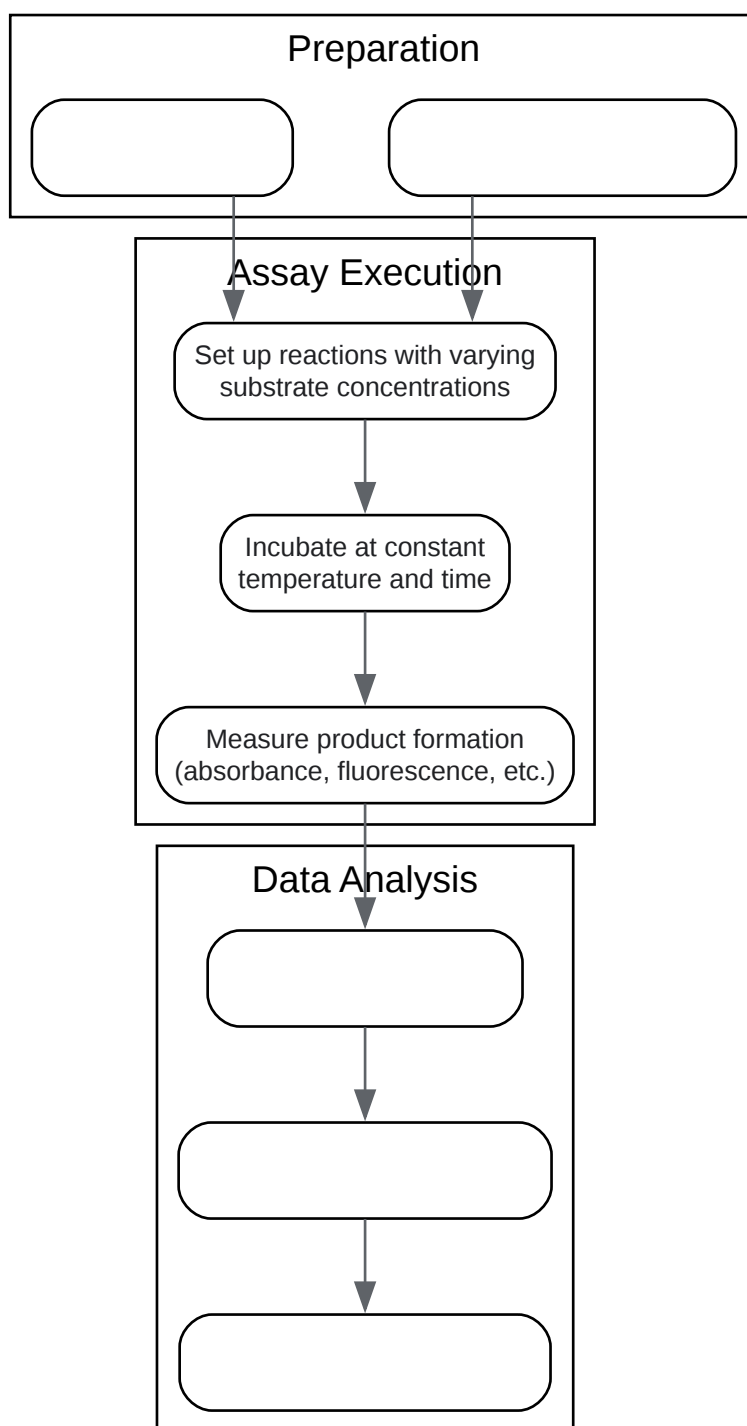 Preparation
Assay Execution
Set up reactions with varying
substrate concentrations
Incubate at constant
temperature and time
Measure product formation
(absorbance, fluorescence, etc.)
Data Analysis